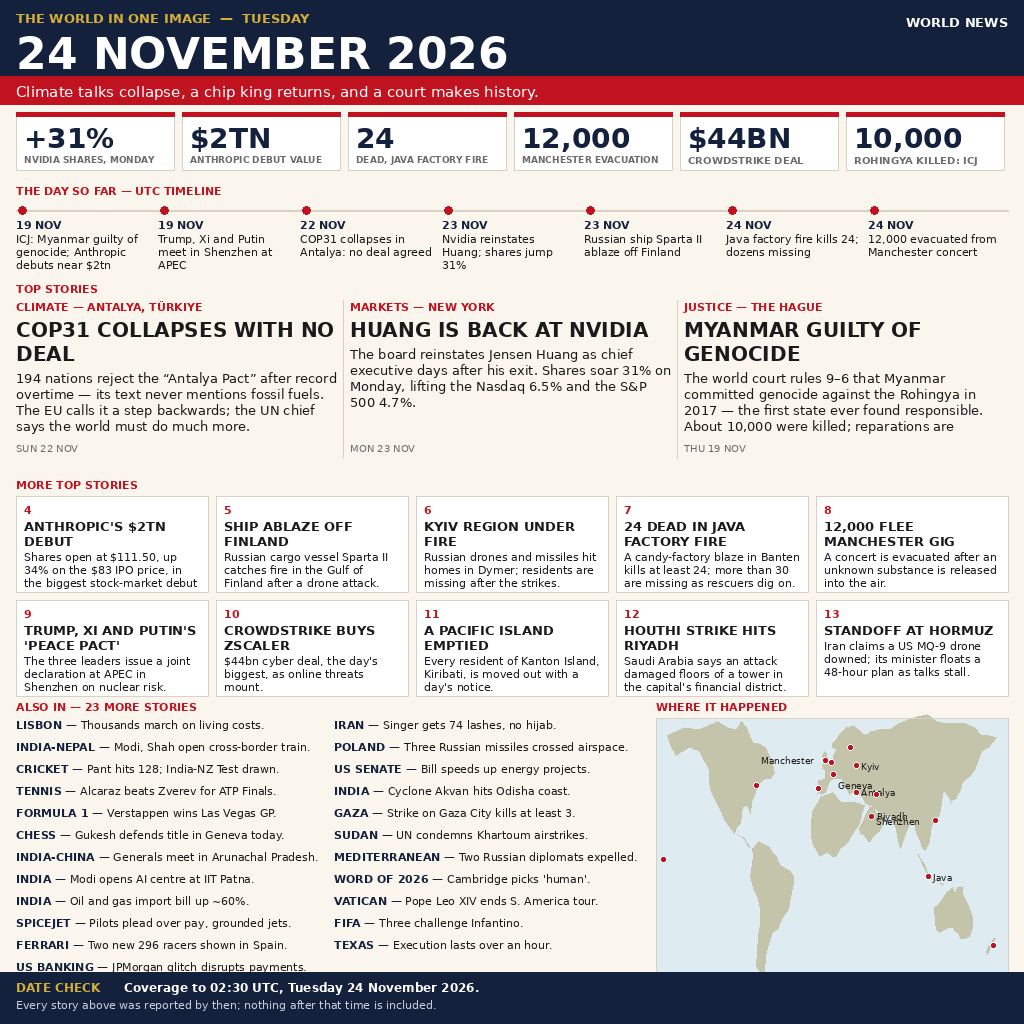 THE WORLD IN ONE IMAGE — TUESDAY
WORLD NEWS
24 NOVEMBER 2026
Climate talks collapse, a chip king returns, and a court makes history.
+31%
NVIDIA SHARES, MONDAY
$2TN
ANTHROPIC DEBUT VALUE
24
DEAD, JAVA FACTORY FIRE
12,000
MANCHESTER EVACUATION
$44BN
CROWDSTRIKE DEAL
10,000
ROHINGYA KILLED: ICJ
THE DAY SO FAR — UTC TIMELINE
19 NOV
ICJ: Myanmar guilty of
genocide; Anthropic
debuts near $2tn
19 NOV
Trump, Xi and Putin
meet in Shenzhen at
APEC
22 NOV
COP31 collapses in
Antalya: no deal agreed
23 NOV
Nvidia reinstates
Huang; shares jump
31%
23 NOV
Russian ship Sparta II
ablaze off Finland
24 NOV
Java factory fire kills 24;
dozens missing
24 NOV
12,000 evacuated from
Manchester concert
TOP STORIES
CLIMATE — ANTALYA, TÜRKIYE
COP31 COLLAPSES WITH NO
DEAL
194 nations reject the “Antalya Pact” after record
overtime — its text never mentions fossil fuels.
The EU calls it a step backwards; the UN chief
says the world must do much more.
SUN 22 NOV
MARKETS — NEW YORK
HUANG IS BACK AT NVIDIA
The board reinstates Jensen Huang as chief
executive days after his exit. Shares soar 31% on
Monday, lifting the Nasdaq 6.5% and the S&P
500 4.7%.
MON 23 NOV
JUSTICE — THE HAGUE
MYANMAR GUILTY OF
GENOCIDE
The world court rules 9–6 that Myanmar
committed genocide against the Rohingya in
2017 — the first state ever found responsible.
About 10,000 were killed; reparations are
THU 19 NOV
MORE TOP STORIES
4
ANTHROPIC'S $2TN
DEBUT
Shares open at $111.50, up
34% on the $83 IPO price, in
the biggest stock-market debut
5
SHIP ABLAZE OFF
FINLAND
Russian cargo vessel Sparta II
catches fire in the Gulf of
Finland after a drone attack.
6
KYIV REGION UNDER
FIRE
Russian drones and missiles hit
homes in Dymer; residents are
missing after the strikes.
7
24 DEAD IN JAVA
FACTORY FIRE
A candy-factory blaze in Banten
kills at least 24; more than 30
are missing as rescuers dig on.
8
12,000 FLEE
MANCHESTER GIG
A concert is evacuated after an
unknown substance is released
into the air.
9
TRUMP, XI AND PUTIN'S
'PEACE PACT'
The three leaders issue a joint
declaration at APEC in
Shenzhen on nuclear risk.
10
CROWDSTRIKE BUYS
ZSCALER
$44bn cyber deal, the day's
biggest, as online threats
mount.
11
A PACIFIC ISLAND
EMPTIED
Every resident of Kanton Island,
Kiribati, is moved out with a
day's notice.
12
HOUTHI STRIKE HITS
RIYADH
Saudi Arabia says an attack
damaged floors of a tower in
the capital's financial district.
13
STANDOFF AT HORMUZ
Iran claims a US MQ-9 drone
downed; its minister floats a
48-hour plan as talks stall.
ALSO IN — 23 MORE STORIES
LISBON — Thousands march on living costs.
INDIA-NEPAL — Modi, Shah open cross-border train.
CRICKET — Pant hits 128; India-NZ Test drawn.
TENNIS — Alcaraz beats Zverev for ATP Finals.
FORMULA 1 — Verstappen wins Las Vegas GP.
CHESS — Gukesh defends title in Geneva today.
INDIA-CHINA — Generals meet in Arunachal Pradesh.
INDIA — Modi opens AI centre at IIT Patna.
INDIA — Oil and gas import bill up ~60%.
SPICEJET — Pilots plead over pay, grounded jets.
FERRARI — Two new 296 racers shown in Spain.
US BANKING — JPMorgan glitch disrupts payments.
IRAN — Singer gets 74 lashes, no hijab.
POLAND — Three Russian missiles crossed airspace.
US SENATE — Bill speeds up energy projects.
INDIA — Cyclone Akvan hits Odisha coast.
GAZA — Strike on Gaza City kills at least 3.
SUDAN — UN condemns Khartoum airstrikes.
MEDITERRANEAN — Two Russian diplomats expelled.
WORD OF 2026 — Cambridge picks 'human'.
VATICAN — Pope Leo XIV ends S. America tour.
FIFA — Three challenge Infantino.
TEXAS — Execution lasts over an hour.
WHERE IT HAPPENED
Manchester
Kyiv
Geneva
Antalya
Riyadh
Shenzhen
Java
DATE CHECK Coverage to 02:30 UTC, Tuesday 24 November 2026.
Every story above was reported by then; nothing after that time is included.